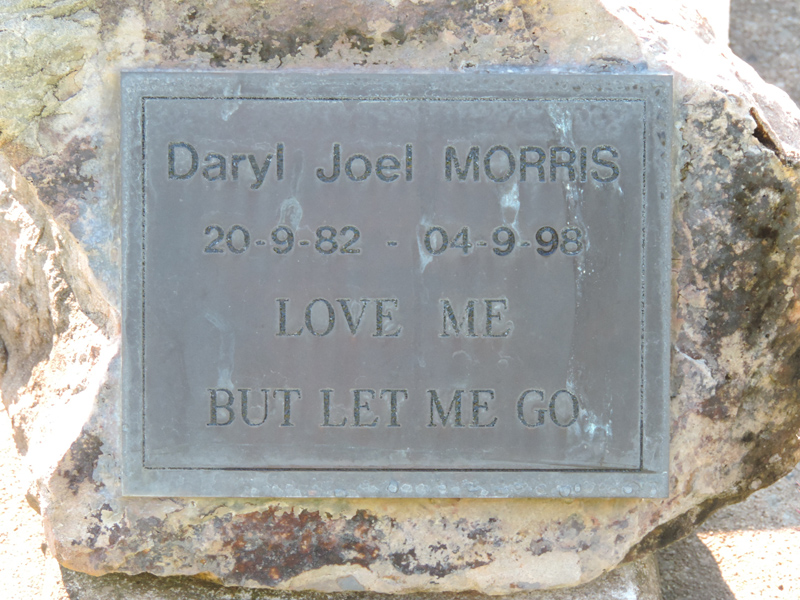 Daryl Joel MORRIS
20-9-82 - 04-9-98
LOVE ME
BUT LET ME GO